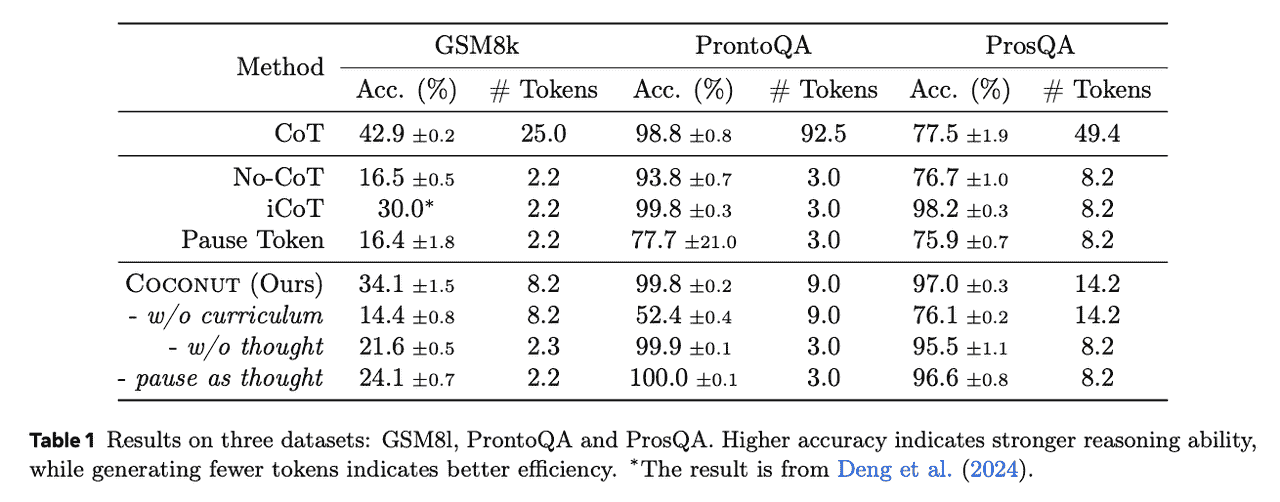 Method GSM8k ProntoQA ProsQA
Acc. (%) # Tokens Acc. (%) # Tokens Acc. (%) # Tokens
CoT 42.9 ±0.2 25.0 98.8 ±0.8 92.5 77.5 ±1.9 49.4
No-CoT 16.5 ±0.5 2.2 93.8 ±0.7 3.0 76.7 ±1.0 8.2
iCoT 30.0* 2.2 99.8 ±0.3 3.0 98.2 ±0.3 8.2
Pause Token 16.4 ±1.8 2.2 77.7 ±21.0 3.0 75.9 ±0.7 8.2
COCONUT (Ours) 34.1 ±1.5 8.2 99.8 ±0.2 9.0 97.0 ±0.3 14.2
- w/o curriculum 14.4 ±0.8 8.2 52.4 ±0.4 9.0 76.1 ±0.2 14.2
- w/o thought 21.6 ±0.5 2.3 99.9 ±0.1 3.0 95.5 ±1.1 8.2
- pause as thought 24.1 ±0.7 2.2 100.0 ±0.1 3.0 96.6 ±0.8 8.2
Table 1 Results on three datasets: GSM8l, ProntoQA and ProsQA. Higher accuracy indicates stronger reasoning ability,
while generating fewer tokens indicates better efficiency. *The result is from Deng et al. (2024).